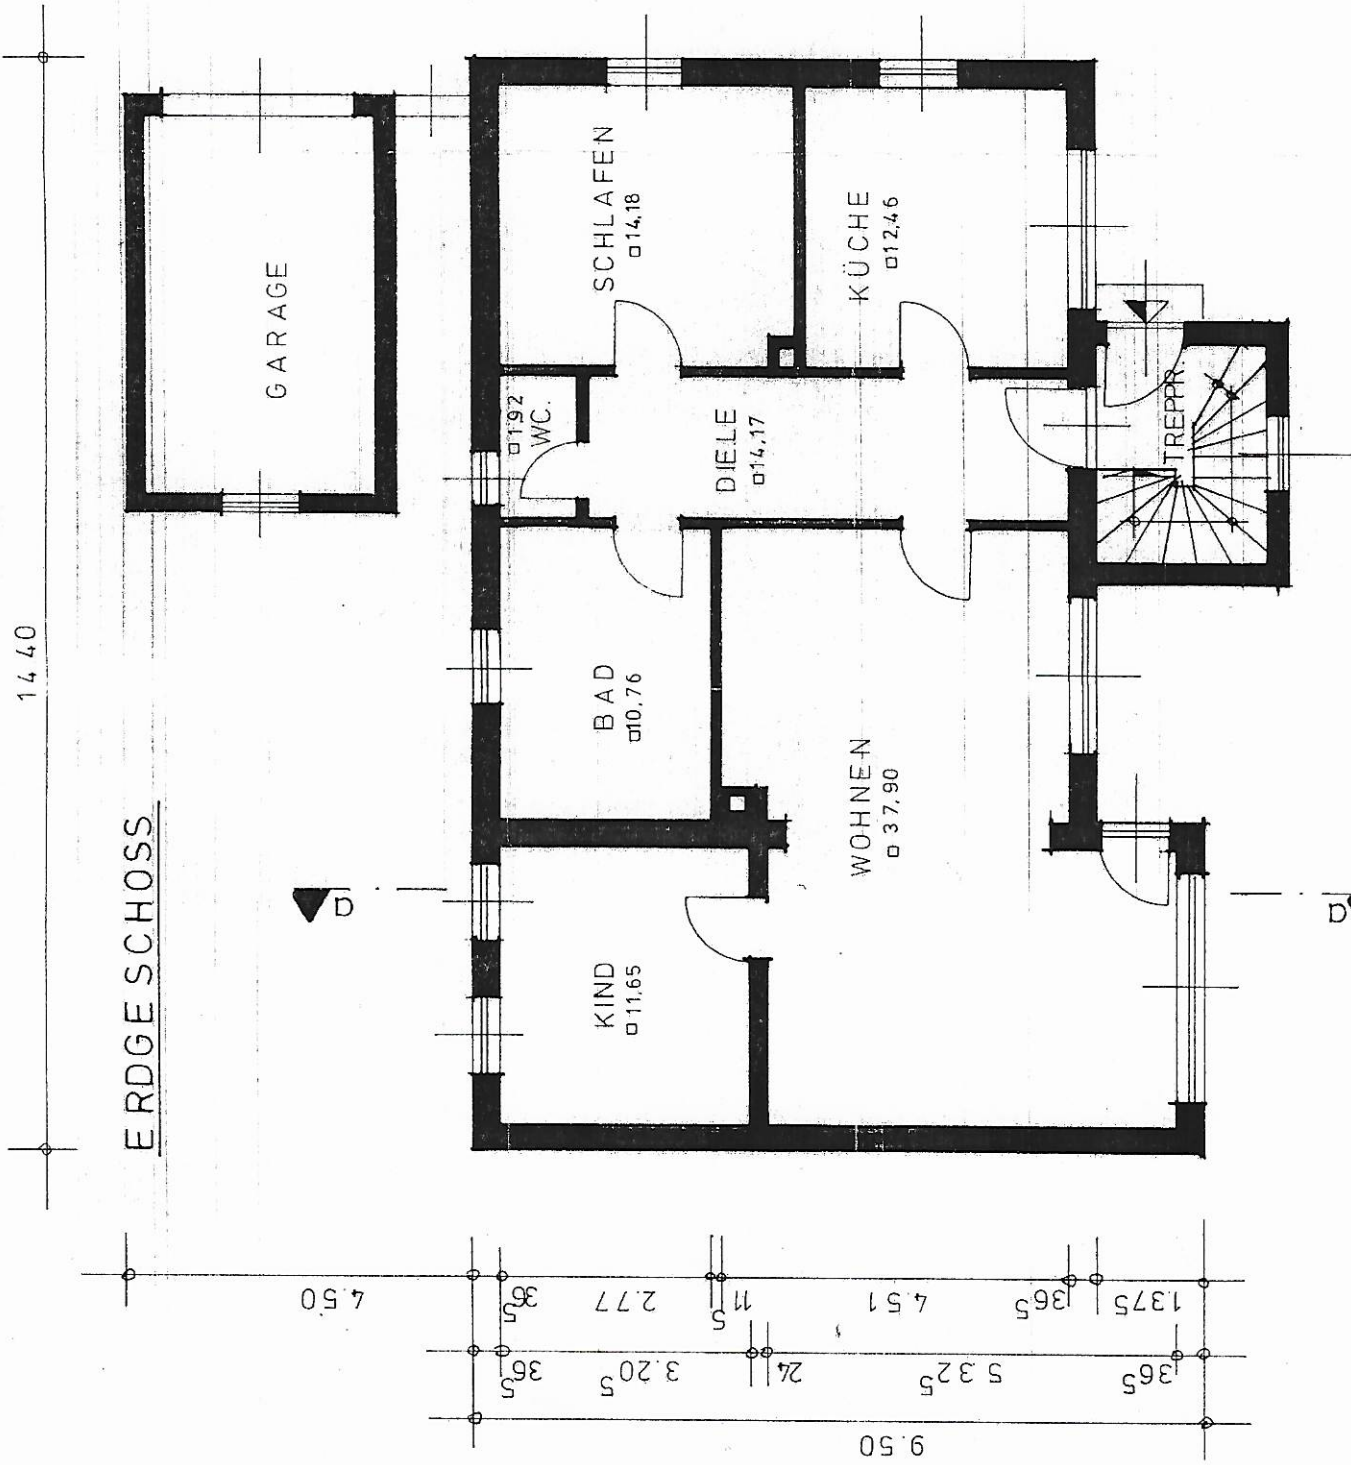 ERDGESCHOSS
14 40
GARAGE
SCHLAFEN
□14,18
KÜCHE
□12,46
□1,92
WC.
DIELE
□14,17
TREPPR.
BAD
□10,76
WOHNEN
□37,90
KIND
□11,65
a
a
4.50
36⁵
2.77
11⁵
4.51
36⁵
1.37⁵
36⁵
3.20⁵
24
5.32⁵
36⁵
9.50